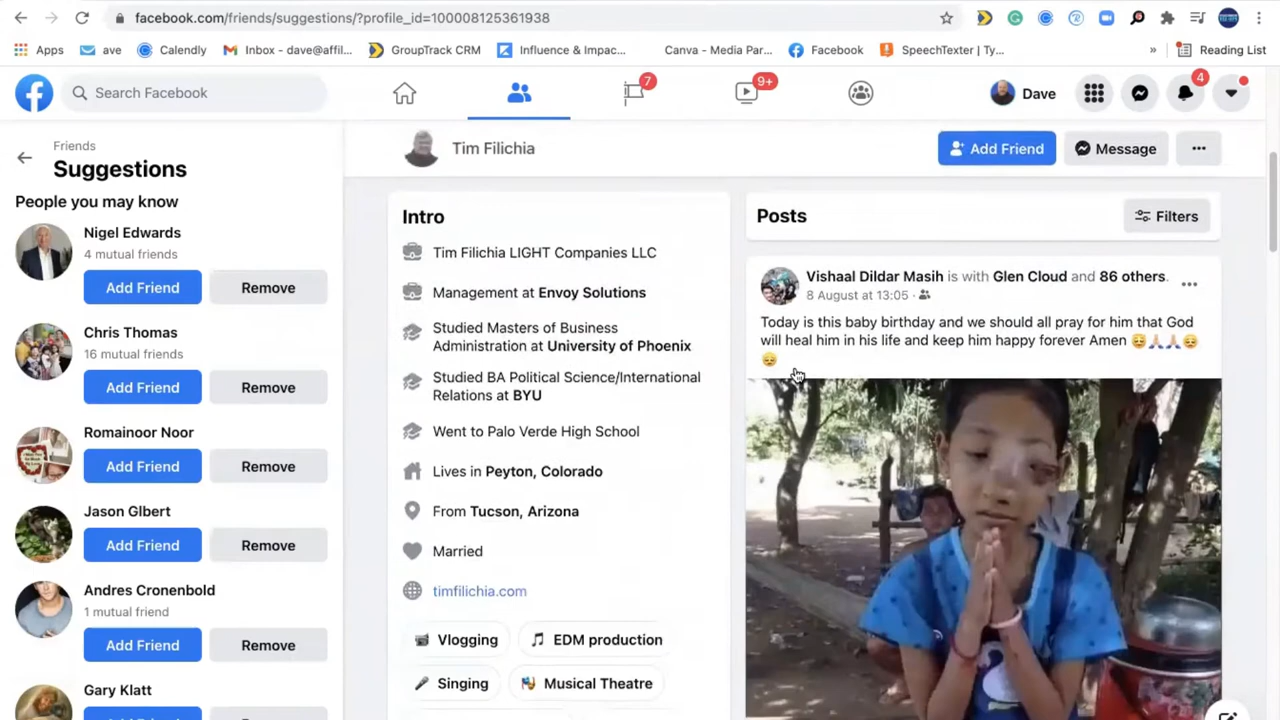 facebook.com/friends/suggestions/?profile_id=100008125361938
Apps
ave
Calendly
Inbox - dave@affil...
GroupTrack CRM
Influence & Impac...
Canva - Media Par...
Facebook
SpeechTexter | Ty...
»
Reading List
Search Facebook
7
9+
Dave
4
Friends
Suggestions
People you may know
Nigel Edwards
4 mutual friends
Add Friend Remove
Chris Thomas
16 mutual friends
Add Friend Remove
Romainoor Noor
Add Friend Remove
Jason Glbert
Add Friend Remove
Andres Cronenbold
1 mutual friend
Add Friend Remove
Gary Klatt
Tim Filichia
Add Friend Message ...
Intro
Tim Filichia LIGHT Companies LLC
Management at Envoy Solutions
Studied Masters of Business
Administration at University of Phoenix
Studied BA Political Science/International
Relations at BYU
Went to Palo Verde High School
Lives in Peyton, Colorado
From Tucson, Arizona
Married
timfilichia.com
Vlogging EDM production
Singing Musical Theatre
Posts
Filters
Vishaal Dildar Masih is with Glen Cloud and 86 others.
8 August at 13:05 ·
Today is this baby birthday and we should all pray for him that God
will heal him in his life and keep him happy forever Amen 😇🙏🏻🙏🏻😔
😔